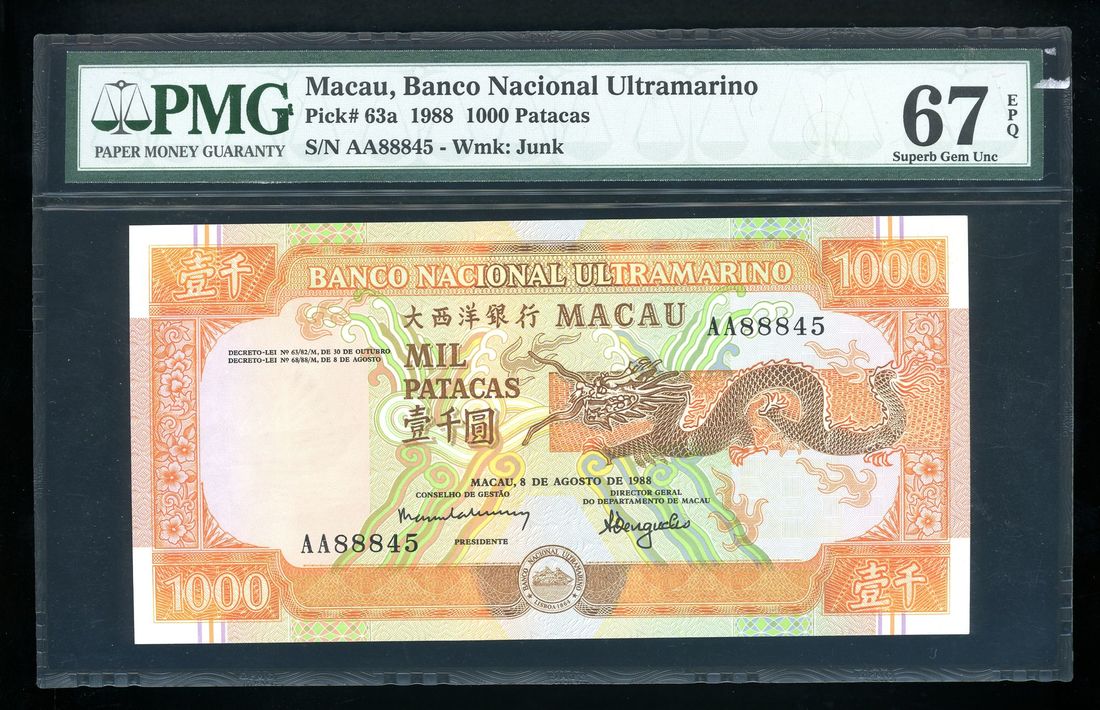 PMG
PAPER MONEY GUARANTY
Macau, Banco Nacional Ultramarino
Pick# 63a 1988 1000 Patacas
S/N AA88845 - Wmk: Junk
67
EPQ
Superb Gem Unc
壹千
BANCO NACIONAL ULTRAMARINO
1000
大西洋銀行 MACAU
AA88845
DECRETO-LEI Nº 63/82/M, DE 30 DE OUTUBRO
DECRETO-LEI Nº 68/88/M, DE 8 DE AGOSTO
MIL
PATACAS
壹千圓
MACAU, 8 DE AGOSTO DE 1988
CONSELHO DE GESTÃO
DIRECTOR GERAL
DO DEPARTAMENTO DE MACAU
AA88845
PRESIDENTE
1000
BANCO NACIONAL ULTRAMARINO
LISBOA 1864
壹千